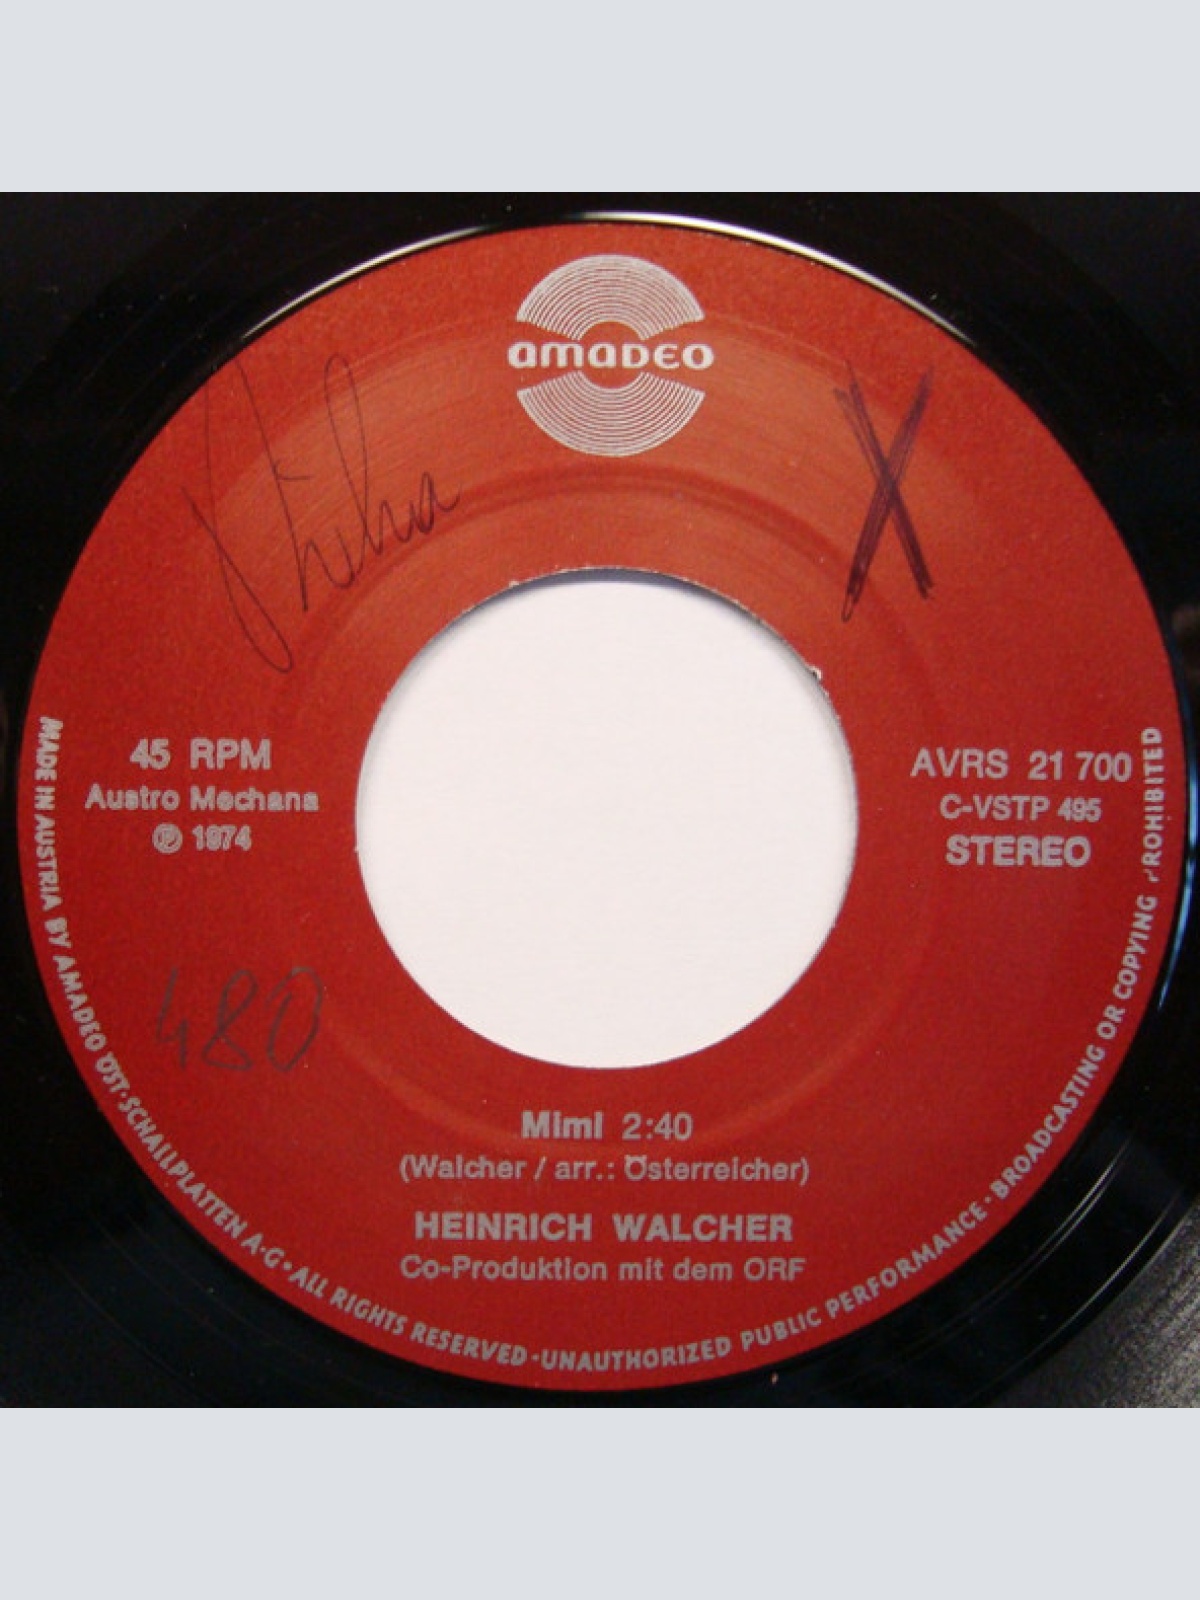 amaDEO
X
45 RPM
Austro Mechana
℗ 1974
AVRS 21 700
C-VSTP 495
STEREO
480
Mimi 2:40
(Walcher / arr.: Österreicher)
HEINRICH WALCHER
Co-Produktion mit dem ORF
MADE IN AUSTRIA BY AMADEO ÖST·SCHALLPLATTEN A·G·ALL RIGHTS RESERVED·UNAUTHORIZED PUBLIC PERFORMANCE·BROADCASTING OR COPYING PROHIBITED